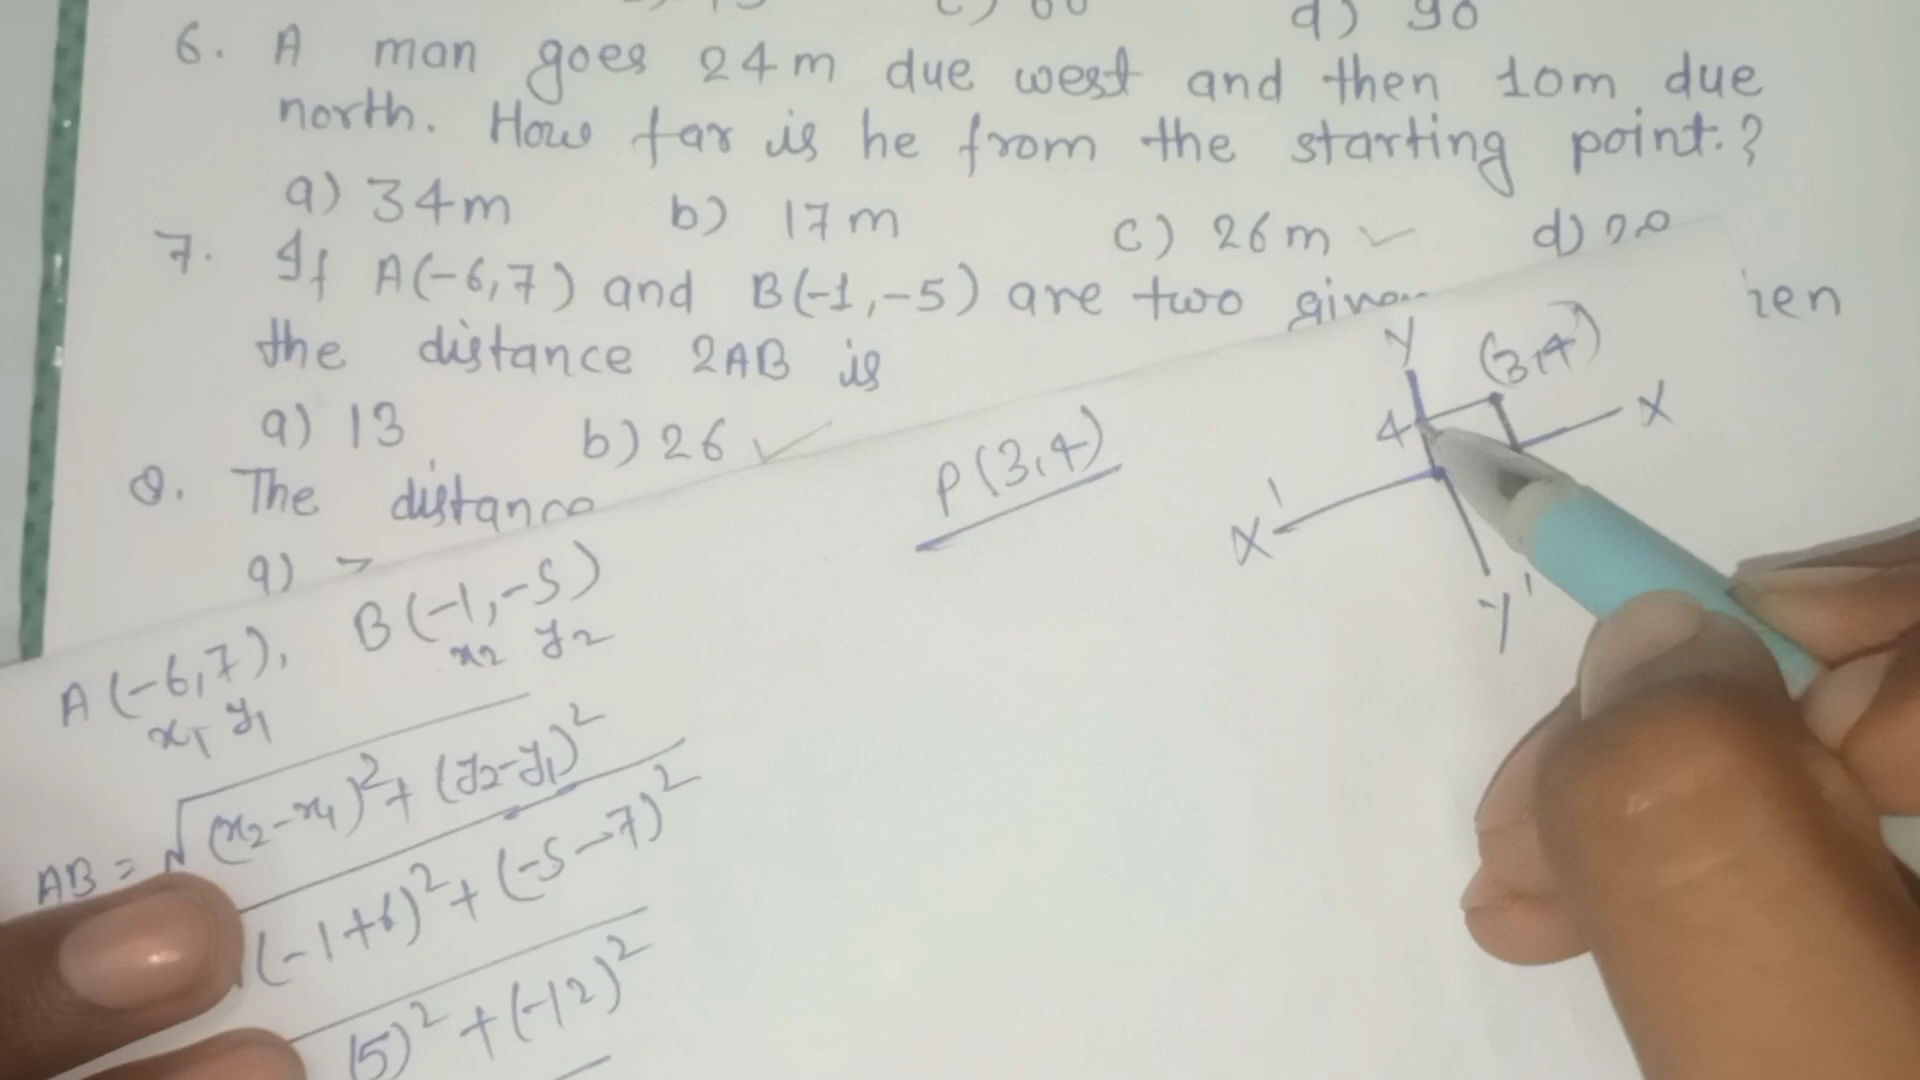 d) 90
6. A man goes 24m due west and then 10m due
north. How far is he from the starting point.?
a) 34m b) 17m c) 26m ✓ d)
7. If A(-6,7) and B(-1,-5) are two
the distance 2AB is
a) 13 b) 26 ✓
8. The distance
a)
P(3,4)
Y
(3,4)
4
X
X'
Y'
A(-6,7), B(-1,-5)
x1 y1 x2 y2
AB = √(x2-x1)²+(y2-y1)²
(-1+6)²+(-5-7)²
(5)²+(-12)²